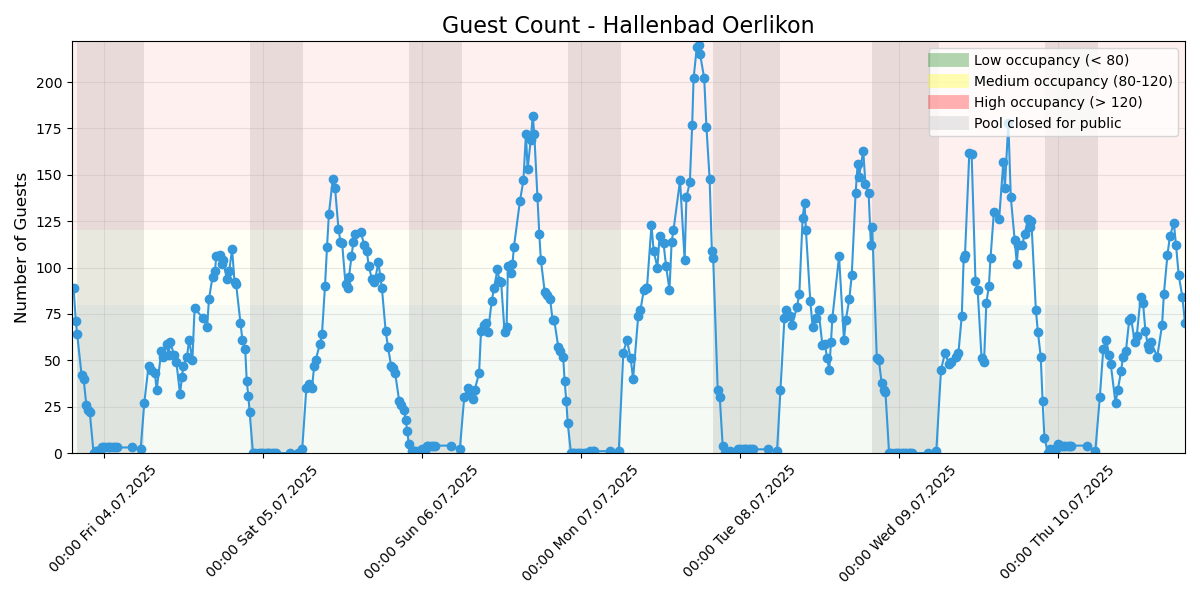 Guest Count - Hallenbad Oerlikon
Number of Guests
200
175
150
125
100
75
50
25
0
Low occupancy (< 80)
Medium occupancy (80-120)
High occupancy (> 120)
Pool closed for public
00:00 Fri 04.07.2025
00:00 Sat 05.07.2025
00:00 Sun 06.07.2025
00:00 Mon 07.07.2025
00:00 Tue 08.07.2025
00:00 Wed 09.07.2025
00:00 Thu 10.07.2025